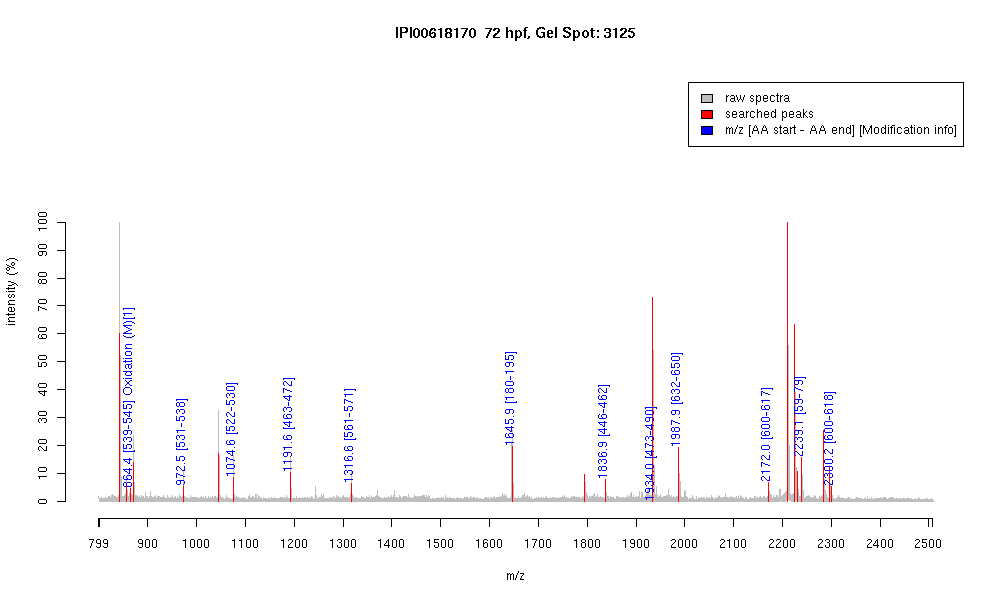 IPI00618170 72 hpf, Gel Spot: 3125
raw spectra
searched peaks
m/z [AA start - AA end] [Modification info]
intensity (%)
100
90
80
70
60
50
40
30
20
10
0
864.4 [539-545] Oxidation (M)[1]
972.5 [531-538]
1074.6 [522-530]
1191.6 [463-472]
1316.6 [561-571]
1645.9 [180-195]
1836.9 [446-462]
1934.0 [473-490]
1987.9 [632-650]
2172.0 [600-617]
2239.1 [59-79]
2300.2 [600-618]
799 900 1000 1100 1200 1300 1400 1500 1600 1700 1800 1900 2000 2100 2200 2300 2400 2500
m/z